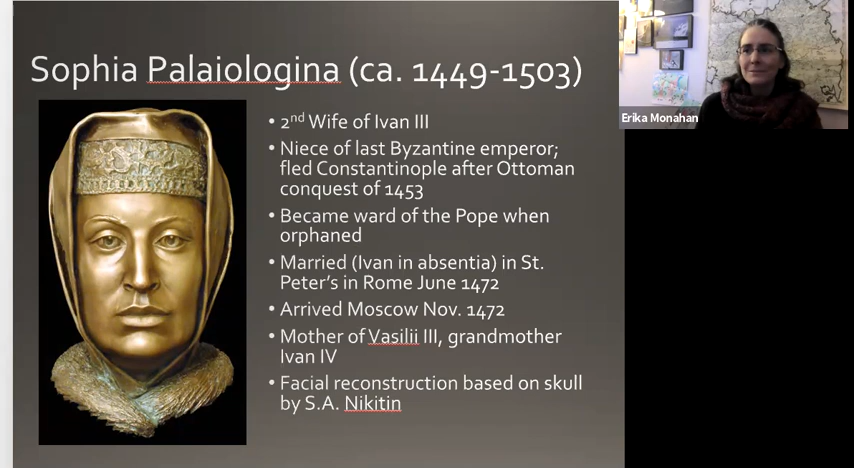 Sophia Palaiologina (ca. 1449-1503)
• 2nd Wife of Ivan III
• Niece of last Byzantine emperor;
fled Constantinople after Ottoman
conquest of 1453
• Became ward of the Pope when
orphaned
• Married (Ivan in absentia) in St.
Peter's in Rome June 1472
• Arrived Moscow Nov. 1472
• Mother of Vasilii III, grandmother
Ivan IV
• Facial reconstruction based on skull
by S.A. Nikitin
Erika Monahan